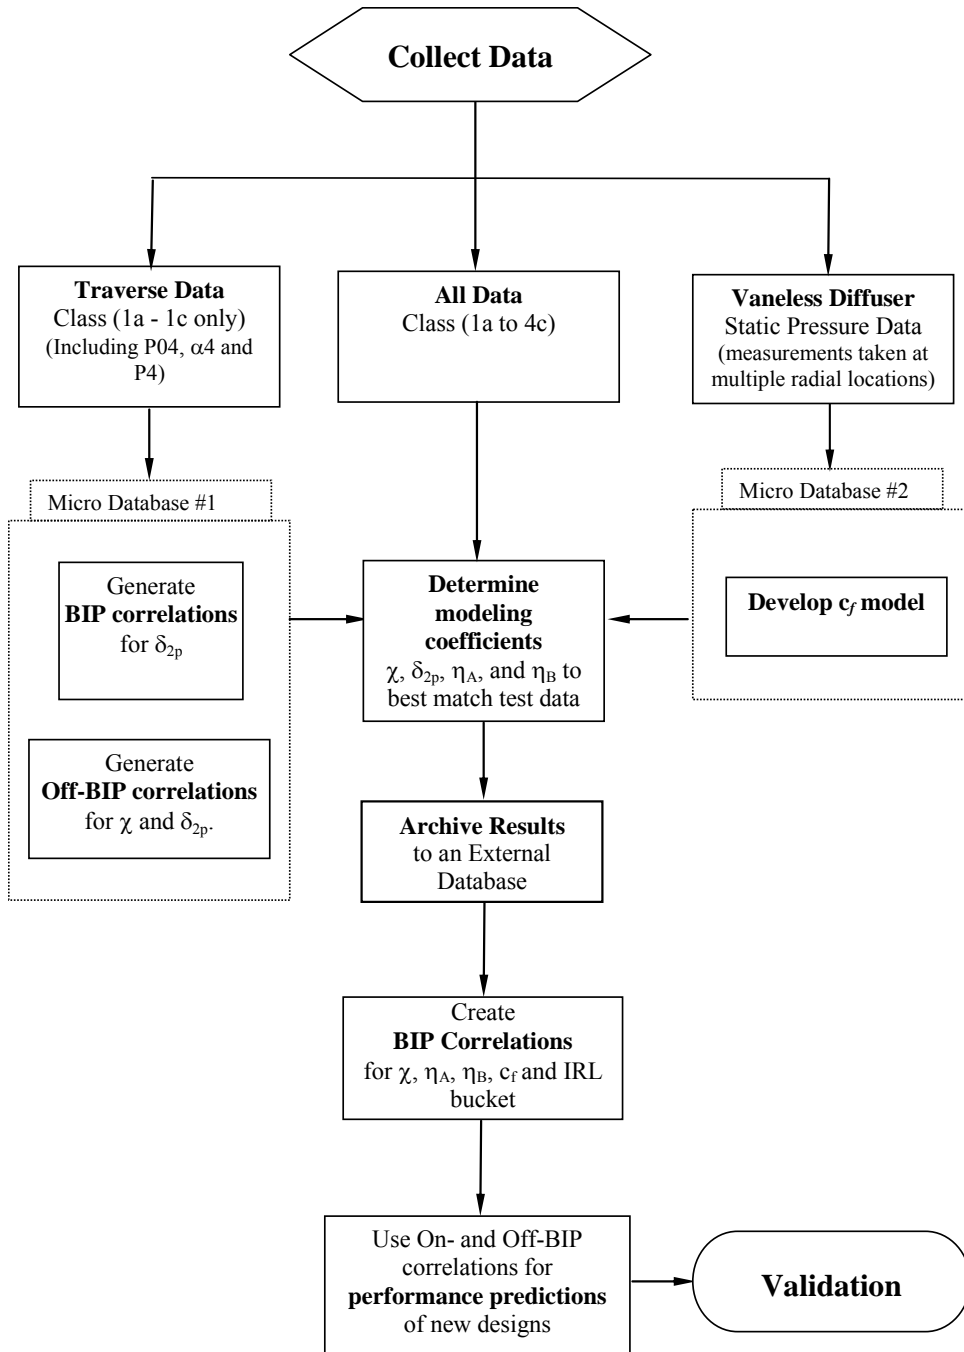 Collect Data
Traverse Data
Class (1a - 1c only)
(Including P04, α4 and
P4)
All Data
Class (1a to 4c)
Vaneless Diffuser
Static Pressure Data
(measurements taken at
multiple radial locations)
Micro Database #1
Generate
BIP correlations
for δ2p
Generate
Off-BIP correlations
for χ and δ2p.
Determine
modeling
coefficients
χ, δ2p, ηA, and ηB to
best match test data
Micro Database #2
Develop cf model
Archive Results
to an External
Database
Create
BIP Correlations
for χ, ηA, ηB, cf and IRL
bucket
Use On- and Off-BIP
correlations for
performance predictions
of new designs
Validation